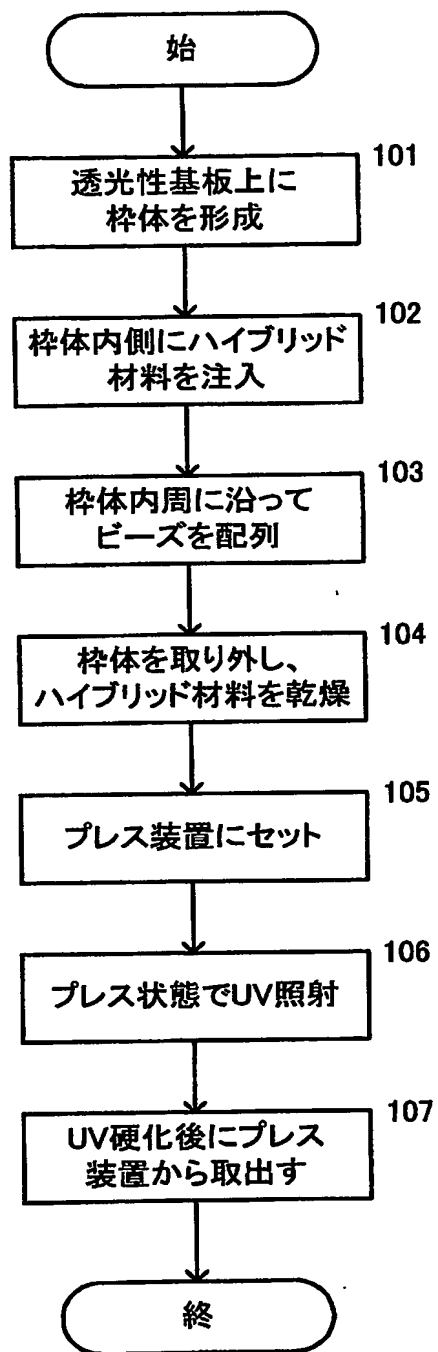 始
101
透光性基板上に
枠体を形成
102
枠体内側にハイブリッド
材料を注入
103
枠体内周に沿って
ビーズを配列
104
枠体を取り外し、
ハイブリッド材料を乾燥
105
プレス装置にセット
106
プレス状態でUV照射
107
UV硬化後にプレス
装置から取出す
終